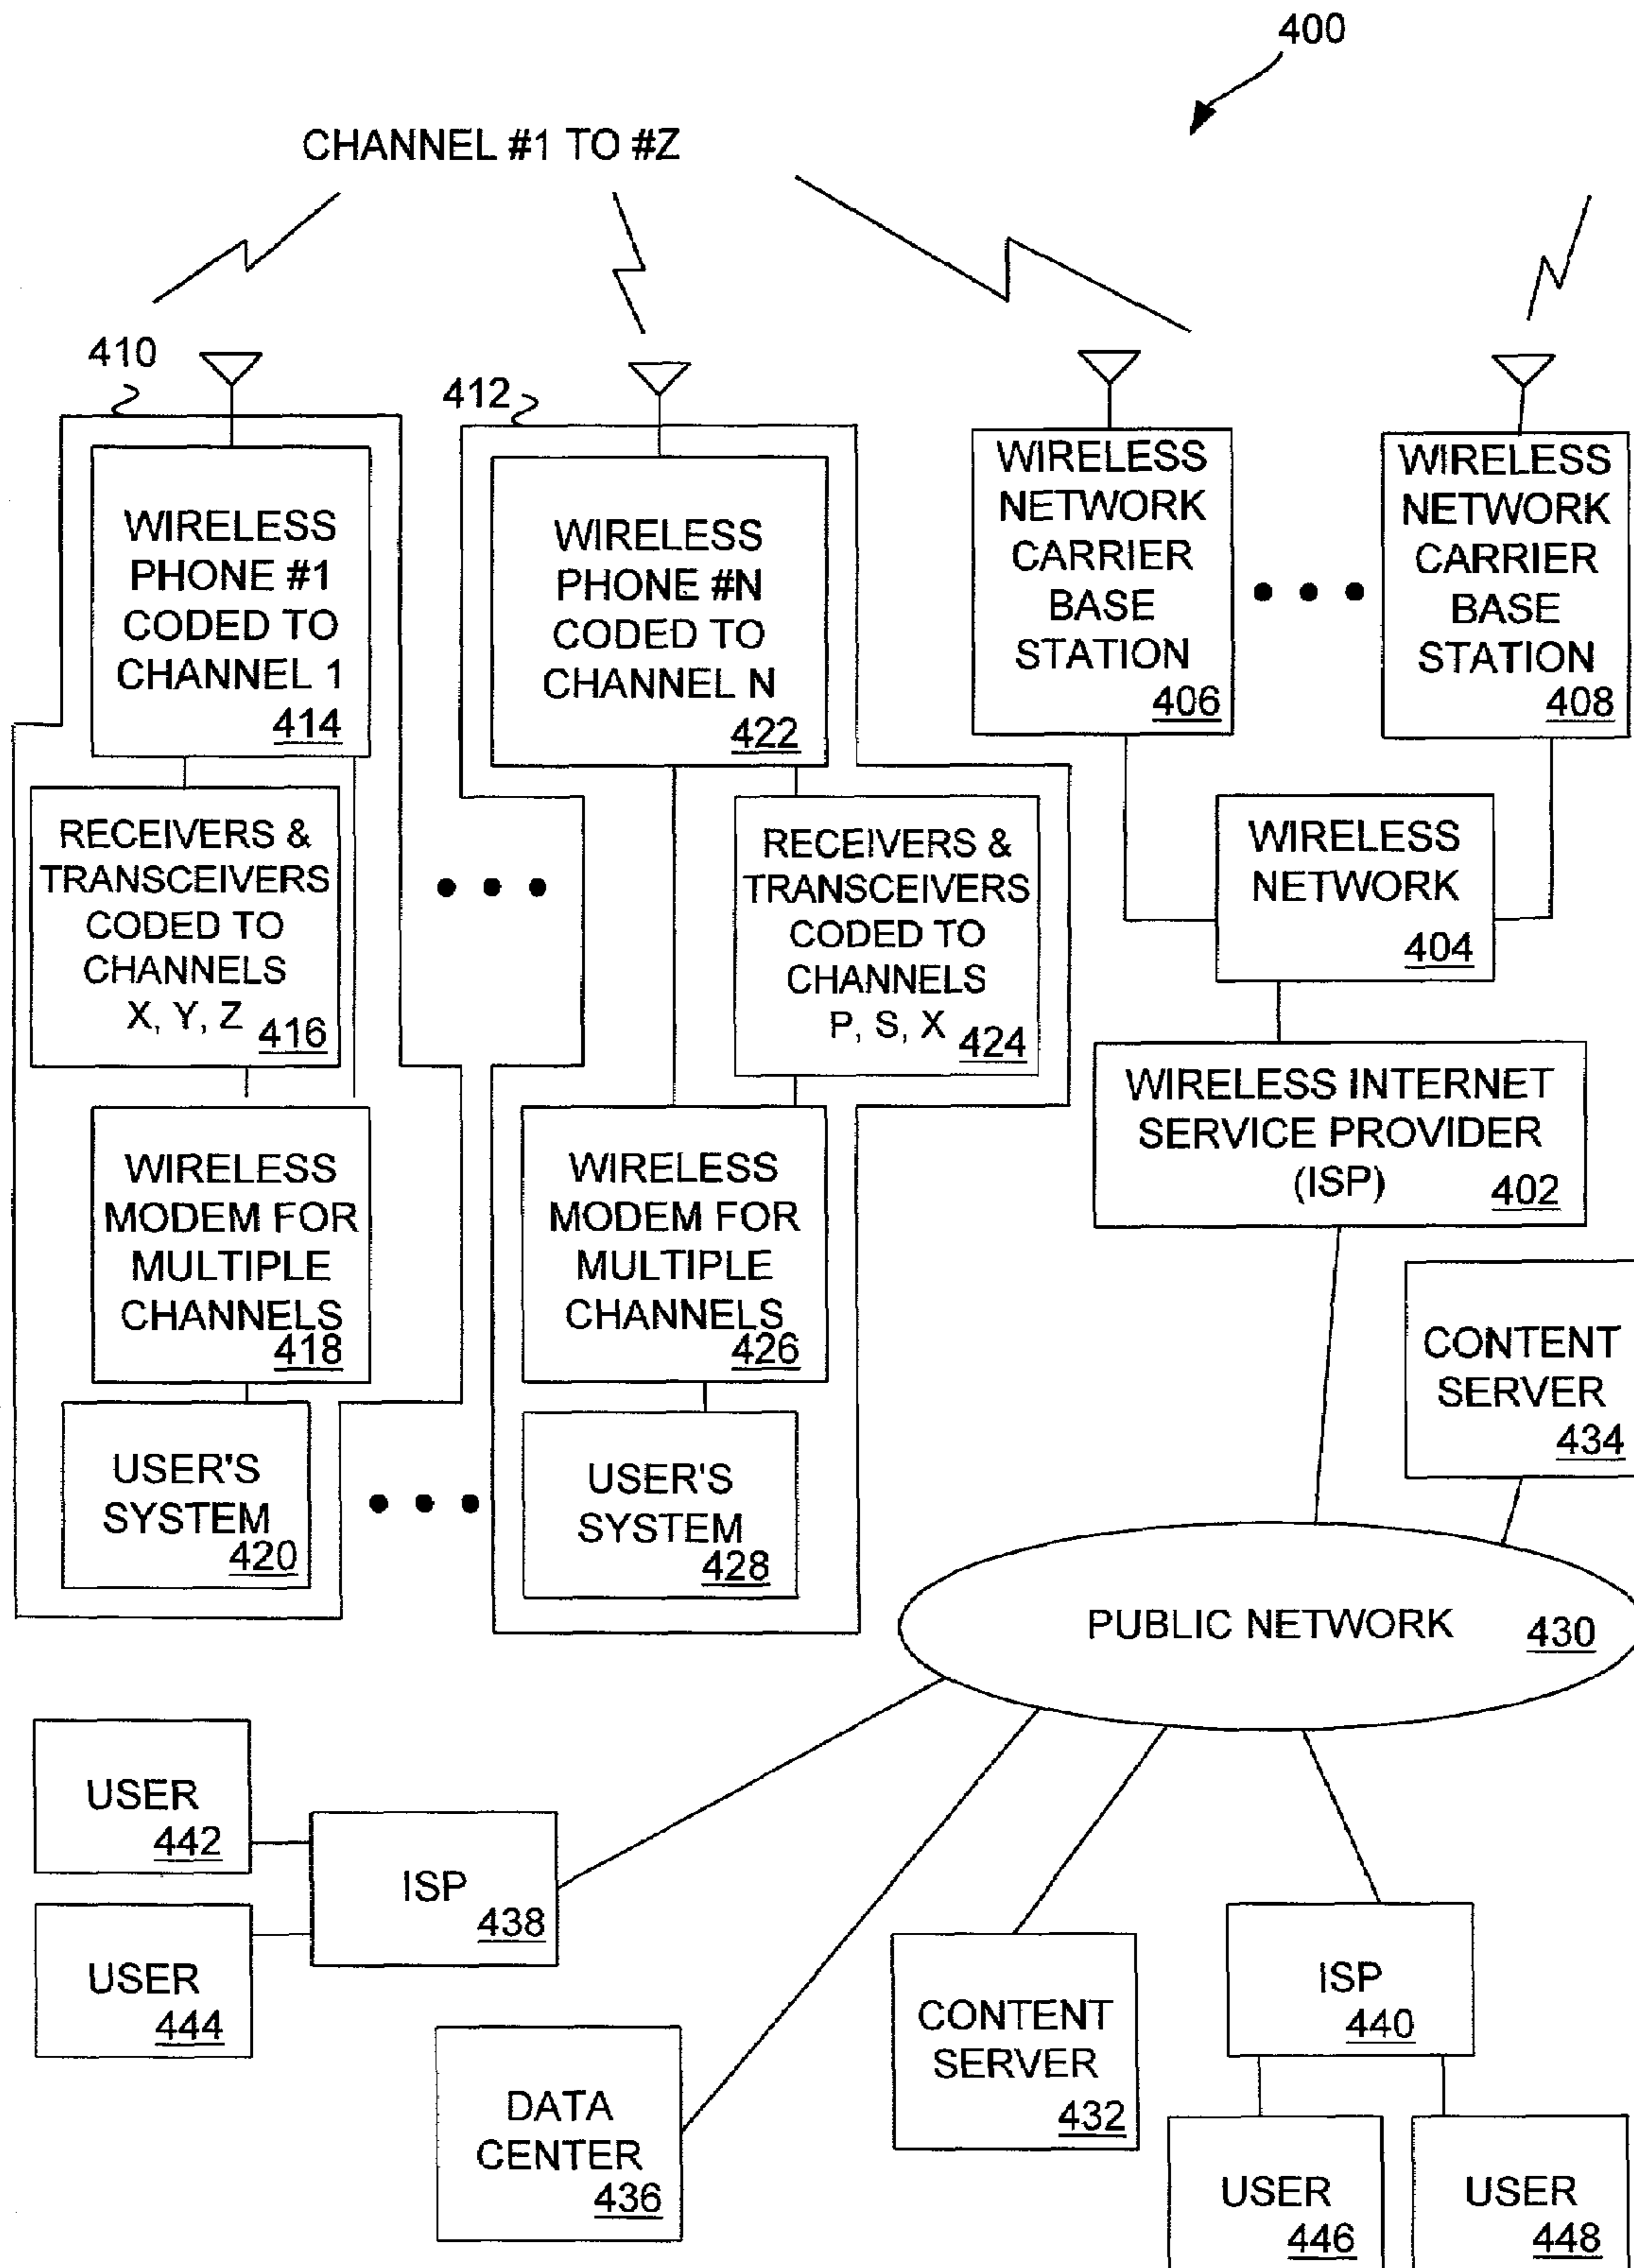 400
CHANNEL #1 TO #Z
410
412
WIRELESS
PHONE #1
CODED TO
CHANNEL 1
414
RECEIVERS &
TRANSCEIVERS
CODED TO
CHANNELS
X, Y, Z
416
WIRELESS
MODEM FOR
MULTIPLE
CHANNELS
418
USER'S
SYSTEM
420
WIRELESS
PHONE #N
CODED TO
CHANNEL N
422
RECEIVERS &
TRANSCEIVERS
CODED TO
CHANNELS
P, S, X
424
WIRELESS
MODEM FOR
MULTIPLE
CHANNELS
426
USER'S
SYSTEM
428
WIRELESS
NETWORK
CARRIER
BASE
STATION
406
WIRELESS
NETWORK
CARRIER
BASE
STATION
408
WIRELESS
NETWORK
404
WIRELESS INTERNET
SERVICE PROVIDER
(ISP)
402
CONTENT
SERVER
434
PUBLIC NETWORK
430
USER
442
USER
444
ISP
438
DATA
CENTER
436
CONTENT
SERVER
432
ISP
440
USER
446
USER
448